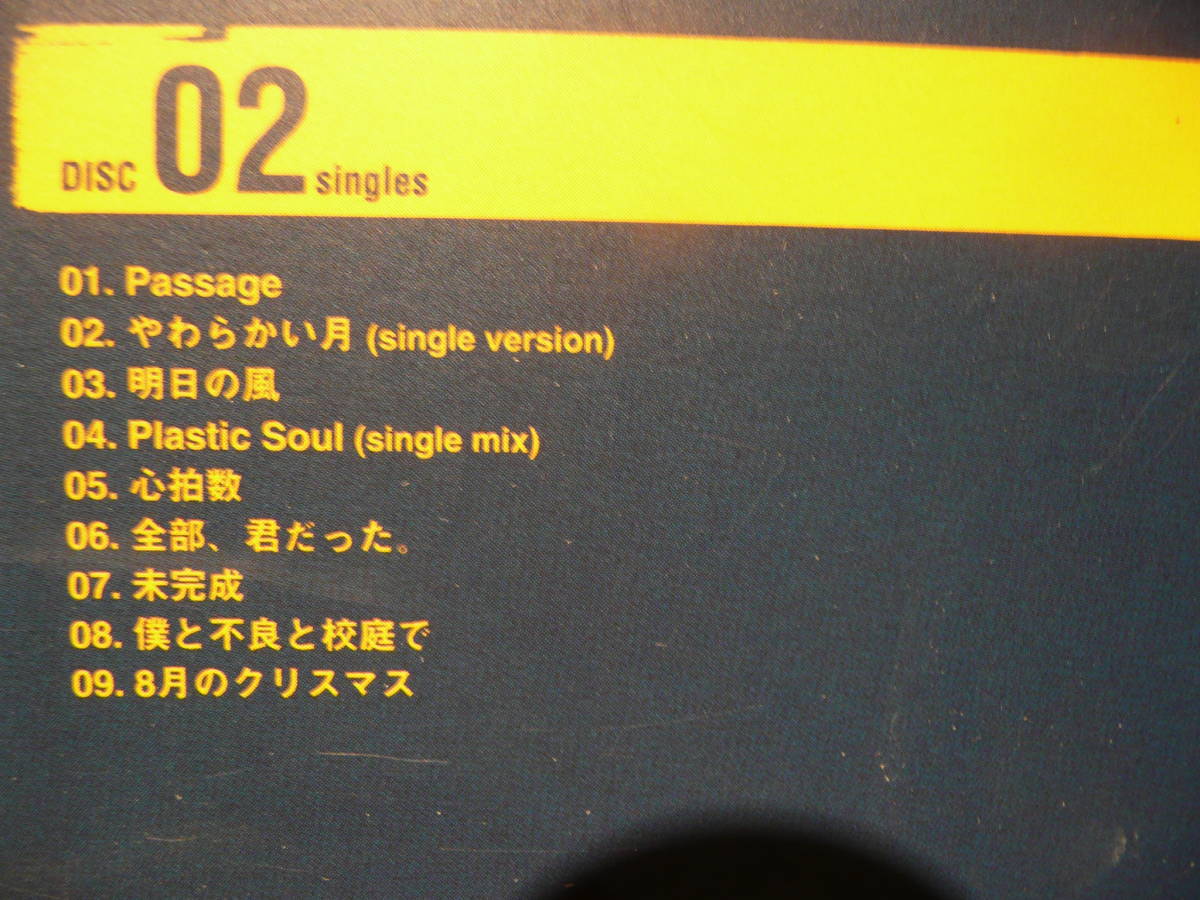 DISC 02 singles
01. Passage
02. やわらかい月 (single version)
03. 明日の風
04. Plastic Soul (single mix)
05. 心拍数
06. 全部、君だった。
07. 未完成
08. 僕と不良と校庭で
09. 8月のクリスマス